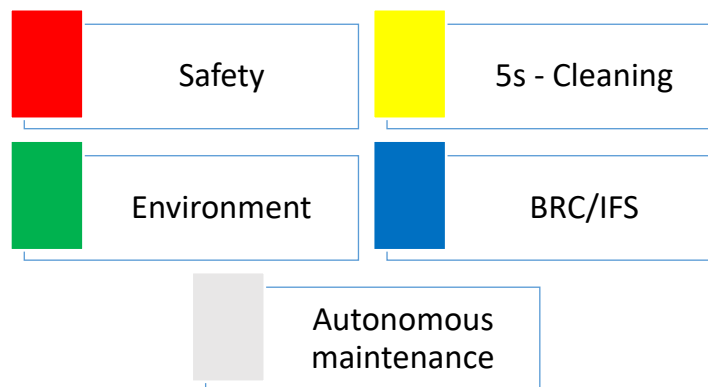 Safety
5s - Cleaning
Environment
BRC/IFS
Autonomous
maintenance